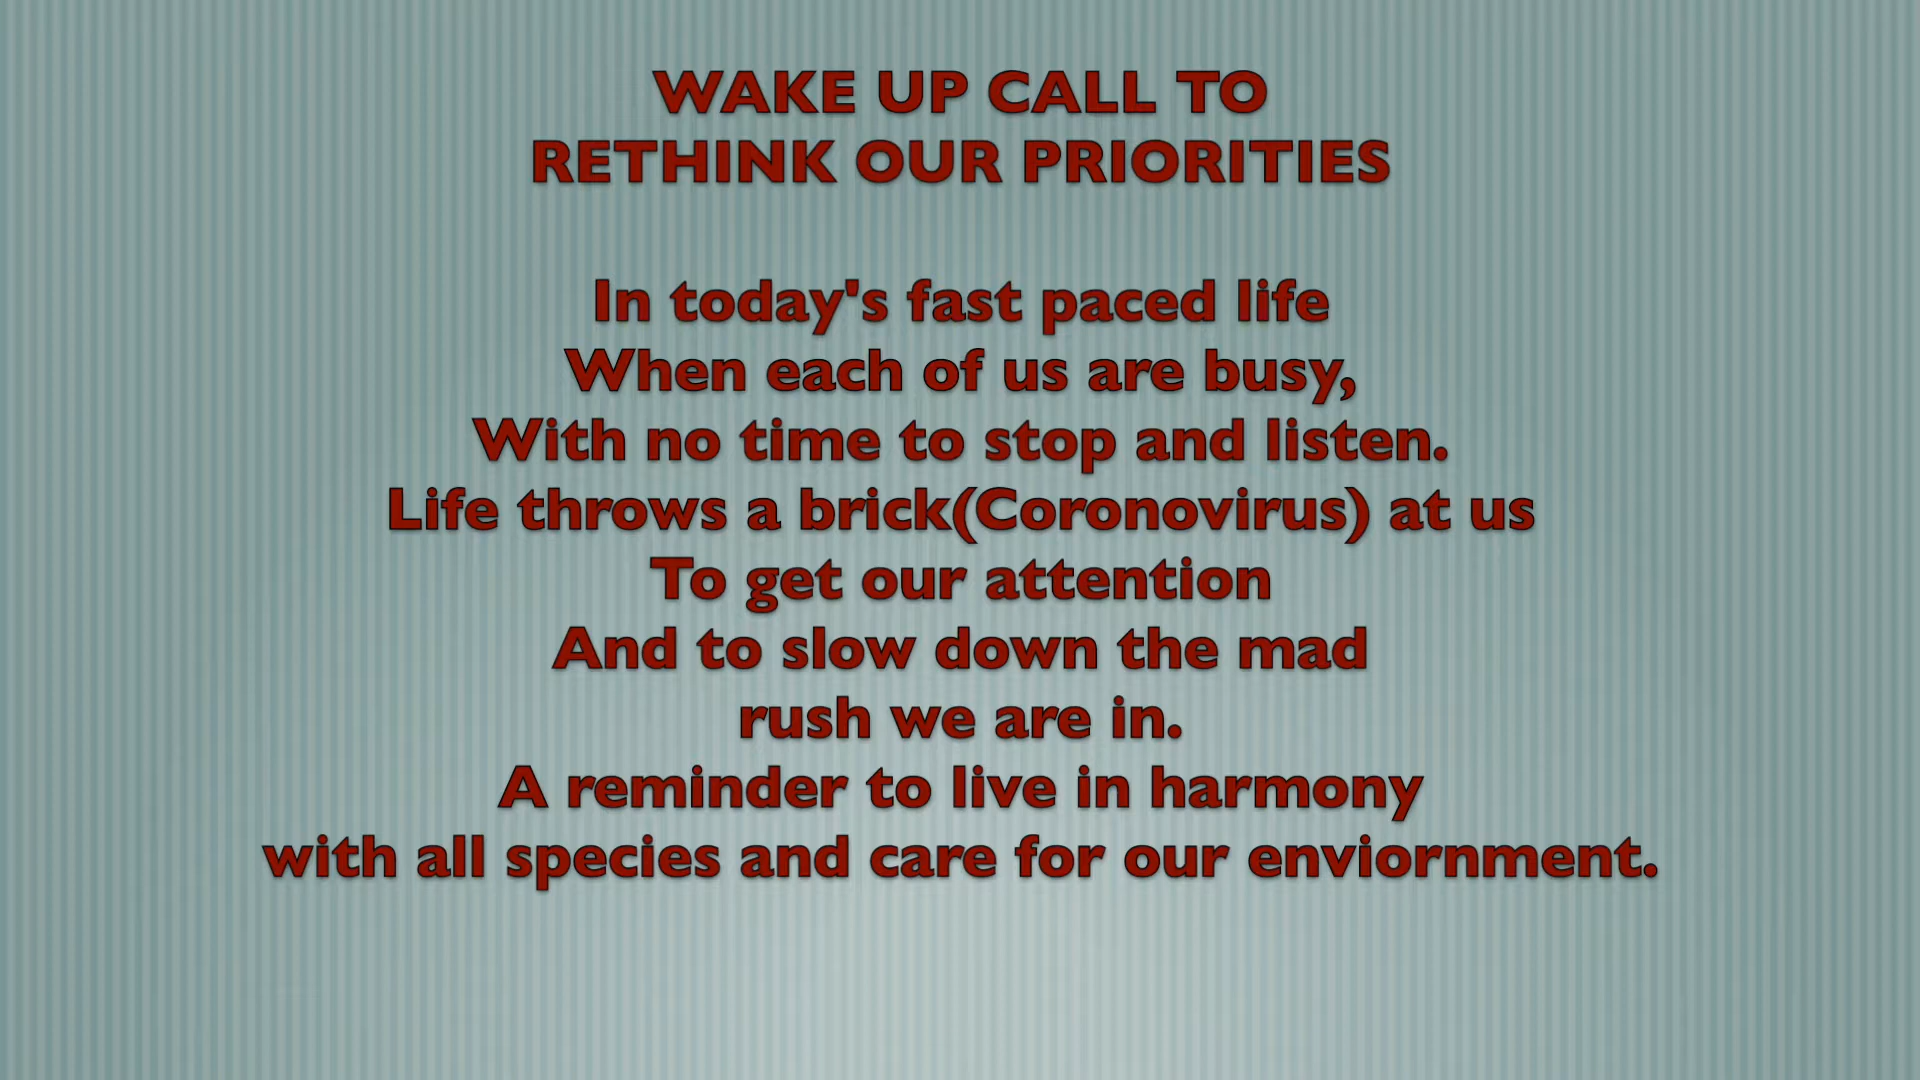 WAKE UP CALL TO
RETHINK OUR PRIORITIES
In today's fast paced life
When each of us are busy,
With no time to stop and listen.
Life throws a brick(Coronovirus) at us
To get our attention
And to slow down the mad
rush we are in.
A reminder to live in harmony
with all species and care for our enviornment.